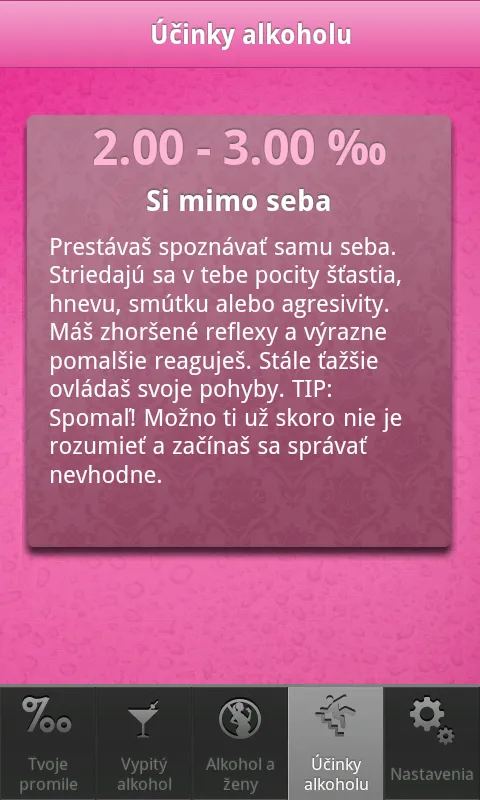 Účinky alkoholu
2.00 - 3.00 ‰
Si mimo seba
Prestávaš spoznávať samu seba.
Striedajú sa v tebe pocity šťastia,
hnevu, smútku alebo agresivity.
Máš zhoršené reflexy a výrazne
pomalšie reaguješ. Stále ťažšie
ovládaš svoje pohyby. TIP:
Spomaľ! Možno ti už skoro nie je
rozumieť a začínaš sa správať
nevhodne.
Tvoje
promile
Vypitý
alkohol
Alkohol a
ženy
Účinky
alkoholu
Nastavenia